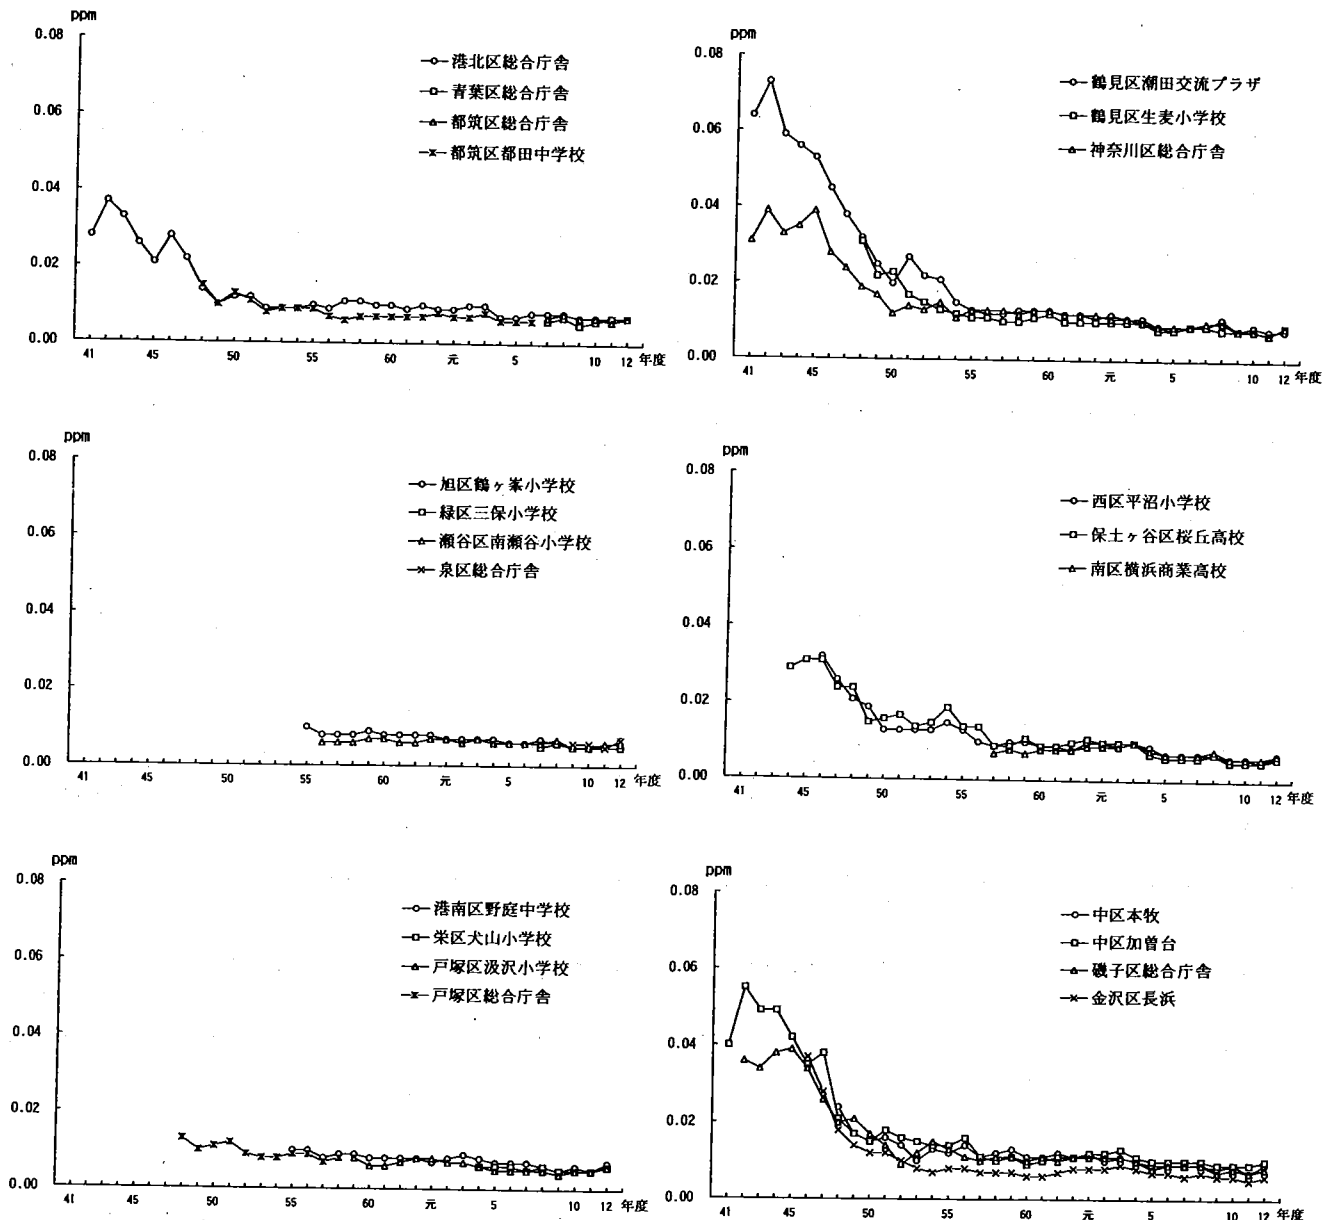 ppm
0.08
0.06
0.04
0.02
0.00
港北区総合庁舎
青葉区総合庁舎
都筑区総合庁舎
都筑区都田中学校
41 45 50 55 60 元 5 10 12 年度
ppm
0.08
0.06
0.04
0.02
0.00
鶴見区潮田交流プラザ
鶴見区生麦小学校
神奈川区総合庁舎
41 45 50 55 60 元 5 10 12 年度
ppm
0.08
0.06
0.04
0.02
0.00
旭区鶴ヶ峯小学校
緑区三保小学校
瀬谷区南瀬谷小学校
泉区総合庁舎
41 45 50 55 60 元 5 10 12 年度
ppm
0.08
0.06
0.04
0.02
0.00
西区平沼小学校
保土ヶ谷区桜丘高校
南区横浜商業高校
41 45 50 55 60 元 5 10 12 年度
ppm
0.08
0.06
0.04
0.02
0.00
港南区野庭中学校
栄区犬山小学校
戸塚区汲沢小学校
戸塚区総合庁舎
41 45 50 55 60 元 5 10 12 年度
ppm
0.08
0.06
0.04
0.02
0.00
中区本牧
中区加曽台
磯子区総合庁舎
金沢区長浜
41 45 50 55 60 元 5 10 12 年度